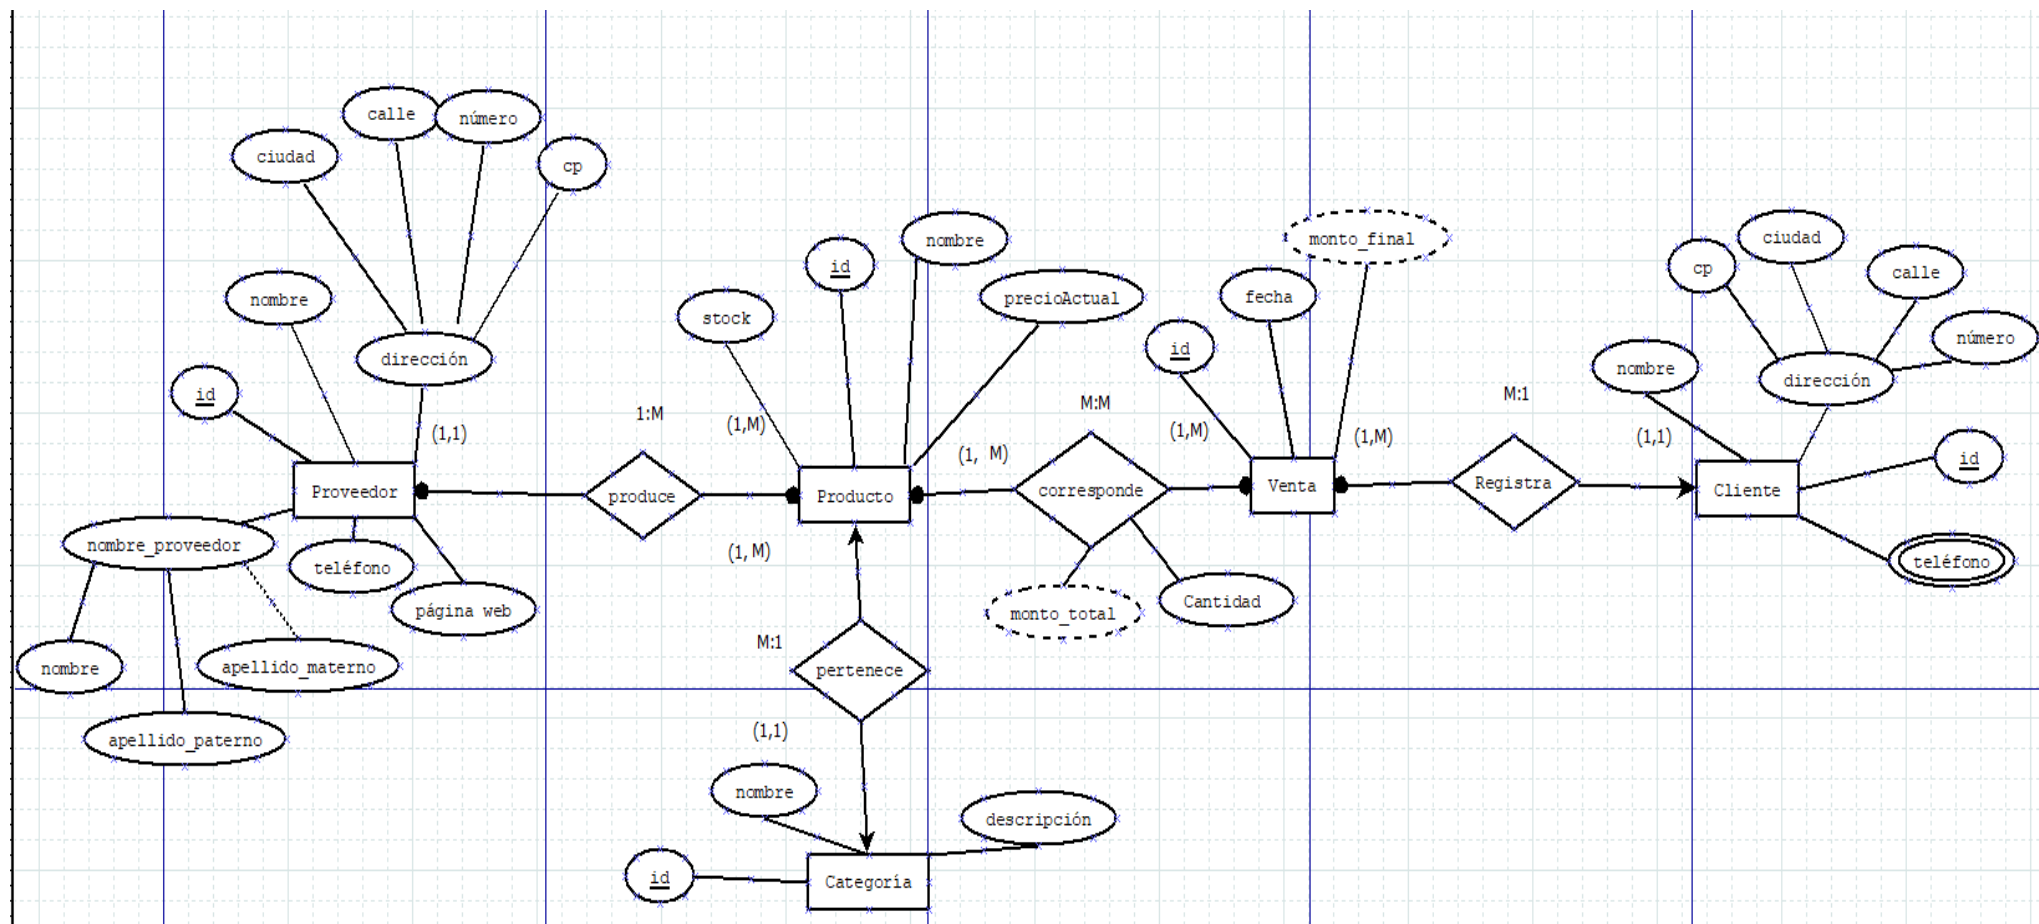 calle
número
ciudad
cp
nombre
dirección
id
(1,1)
Proveedor
nombre_proveedor
teléfono
página web
nombre
apellido_materno
apellido_paterno
1:M
produce
(1,M)
(1,M)
stock
id
nombre
precioActual
Producto
(1, M)
M:M
corresponde
monto_total
Cantidad
(1,M)
id
fecha
monto_final
Venta
(1,M)
M:1
Registra
(1,1)
nombre
cp
ciudad
calle
número
dirección
Cliente
id
teléfono
M:1
pertenece
(1,1)
nombre
descripción
id
Categoría